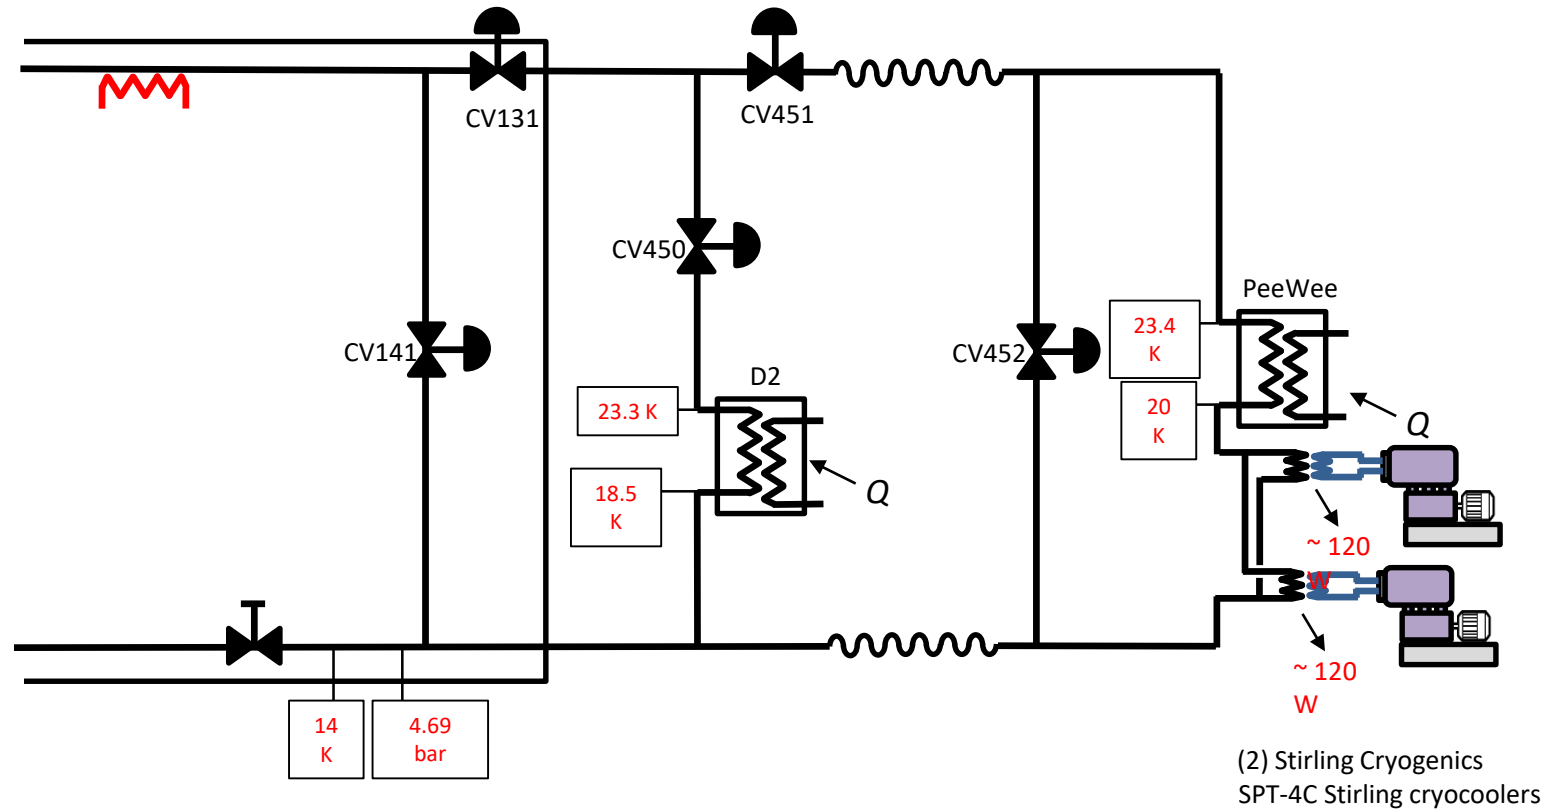 CV131
CV451
CV450
CV141
CV452
PeeWee
23.4
K
20
K
Q
D2
23.3 K
18.5
K
Q
~ 120
W
~ 120
W
14
K
4.69
bar
(2) Stirling Cryogenics
SPT-4C Stirling cryocoolers